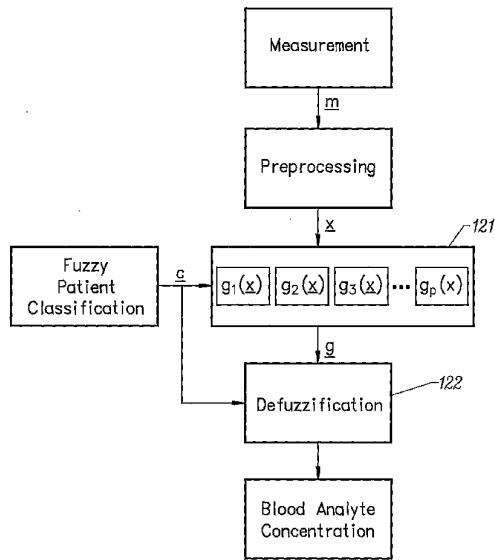 Measurement
m
Preprocessing
x
121
Fuzzy
Patient
Classification
c
g1(x) g2(x) g3(x) ••• gp(x)
g
Defuzzification
122
Blood Analyte
Concentration